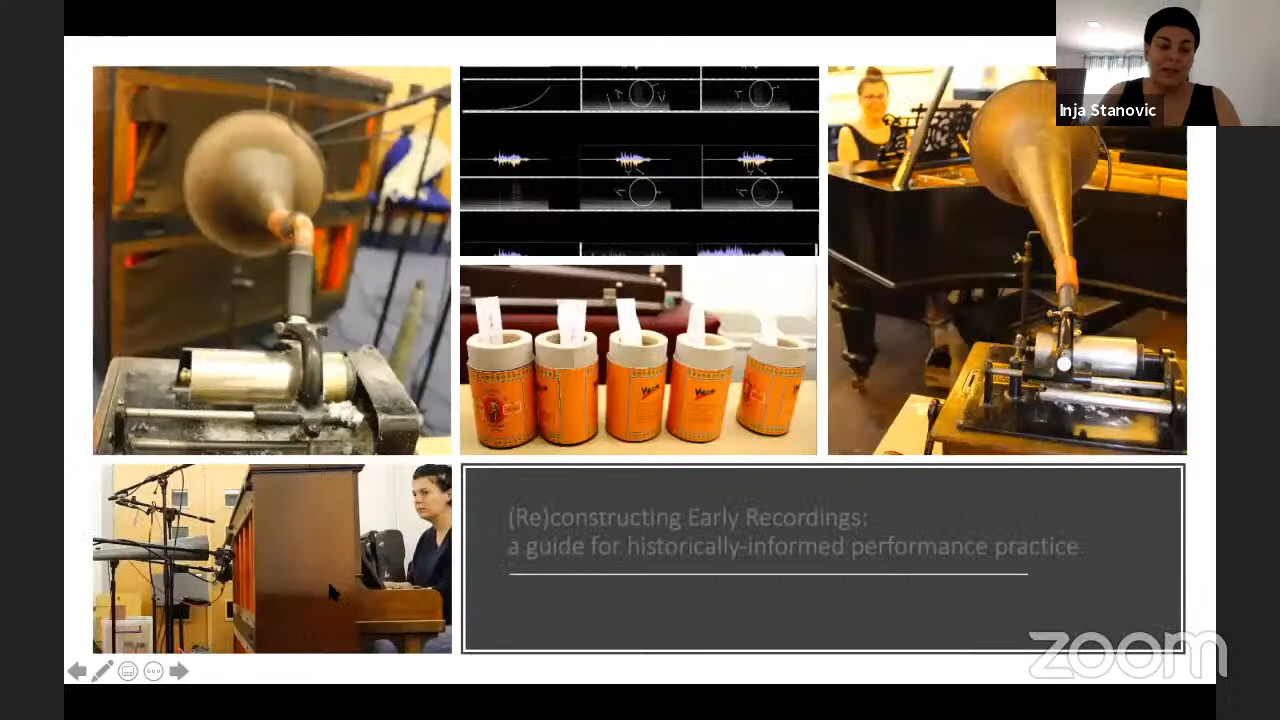 Inja Stanovic
(Re)constructing Early Recordings:
a guide for historically-informed performance practice
zoom